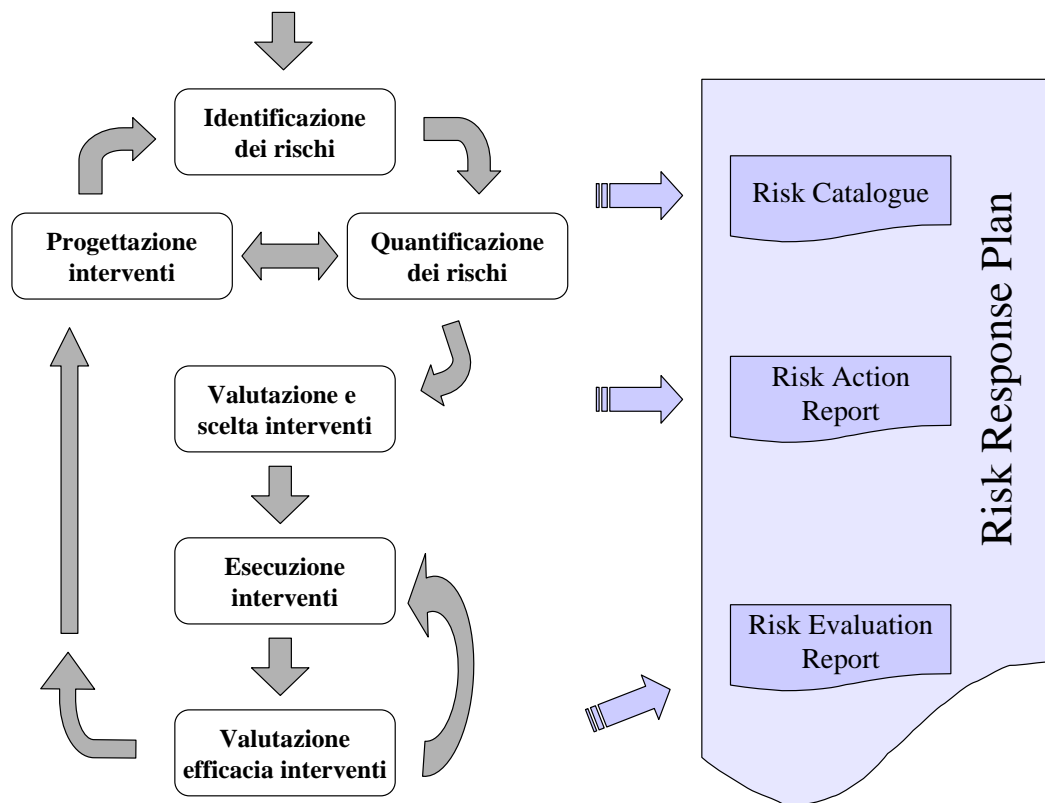 Identificazione
dei rischi
Progettazione
interventi
Quantificazione
dei rischi
Valutazione e
scelta interventi
Esecuzione
interventi
Valutazione
efficacia interventi
Risk Catalogue
Risk Action
Report
Risk Evaluation
Report
Risk Response Plan